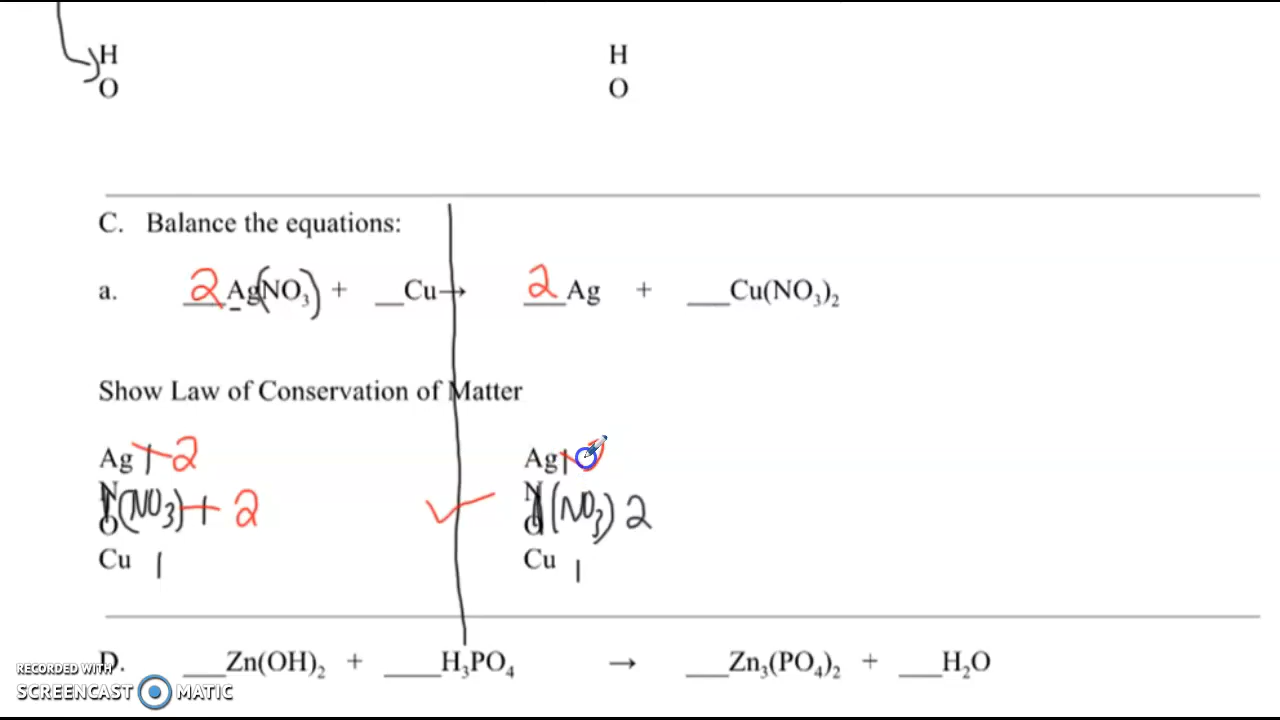 H H
O O
C. Balance the equations:
a. 2 Ag(NO₃) + __Cu→ 2 Ag + ___Cu(NO₃)₂
Show Law of Conservation of Matter
Ag 1 2 Ag 1
N (NO₃) 1 2 N (NO₃) 2
O O
Cu 1 Cu 1
D. ___Zn(OH)₂ + ____H₃PO₄ → ___Zn₃(PO₄)₂ + ___H₂O
RECORDED WITH
SCREENCAST MATIC